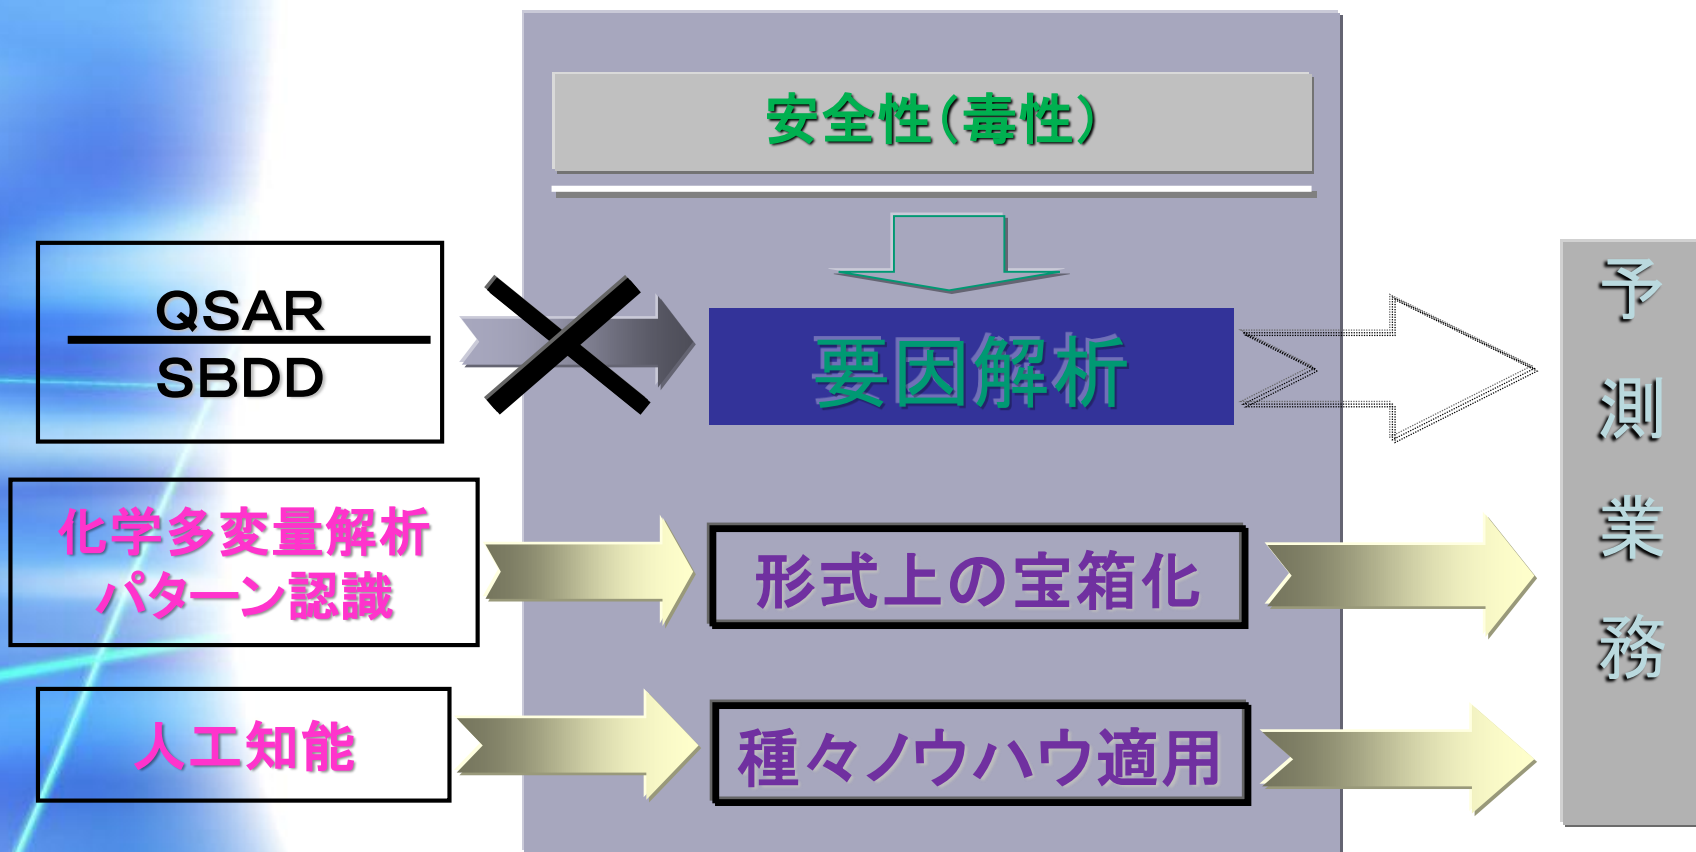 安全性(毒性)
QSAR
SBDD
要因解析
化学多変量解析
パターン認識
形式上の宝箱化
人工知能
種々ノウハウ適用
予測業務